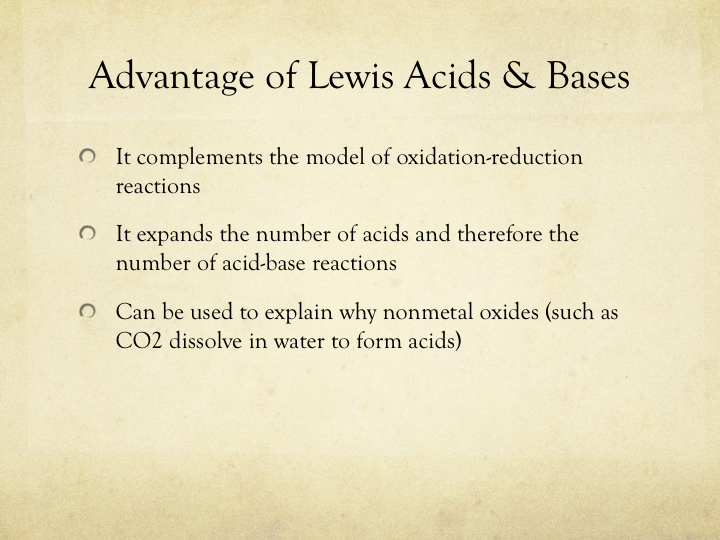 Advantage of Lewis Acids & Bases
It complements the model of oxidation-reduction
reactions
It expands the number of acids and therefore the
number of acid-base reactions
Can be used to explain why nonmetal oxides (such as
CO2 dissolve in water to form acids)